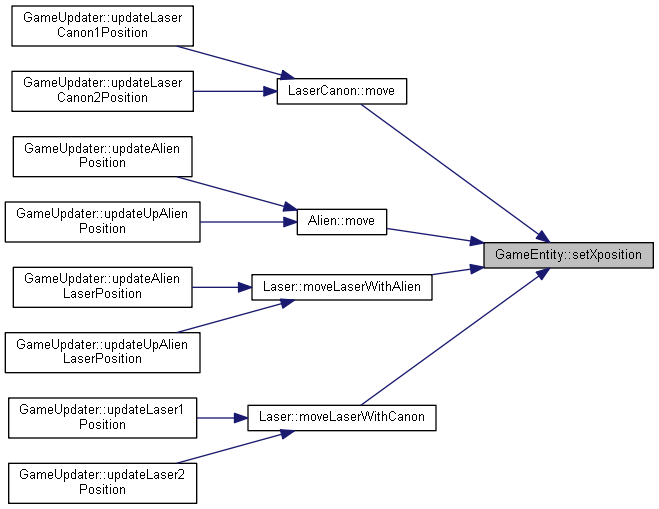 GameUpdater::updateLaser
Canon1Position
GameUpdater::updateLaser
Canon2Position
LaserCanon::move
GameUpdater::updateAlien
Position
GameUpdater::updateUpAlien
Position
Alien::move
GameEntity::setXposition
GameUpdater::updateAlien
LaserPosition
Laser::moveLaserWithAlien
GameUpdater::updateUpAlien
LaserPosition
GameUpdater::updateLaser1
Position
Laser::moveLaserWithCanon
GameUpdater::updateLaser2
Position